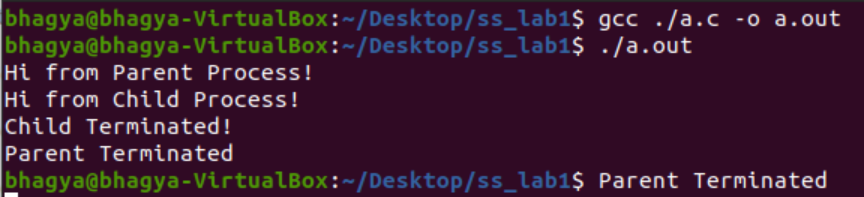 bhagya@bhagya-VirtualBox:~/Desktop/ss_lab1$ gcc ./a.c -o a.out
bhagya@bhagya-VirtualBox:~/Desktop/ss_lab1$ ./a.out
Hi from Parent Process!
Hi from Child Process!
Child Terminated!
Parent Terminated
bhagya@bhagya-VirtualBox:~/Desktop/ss_lab1$ Parent Terminated